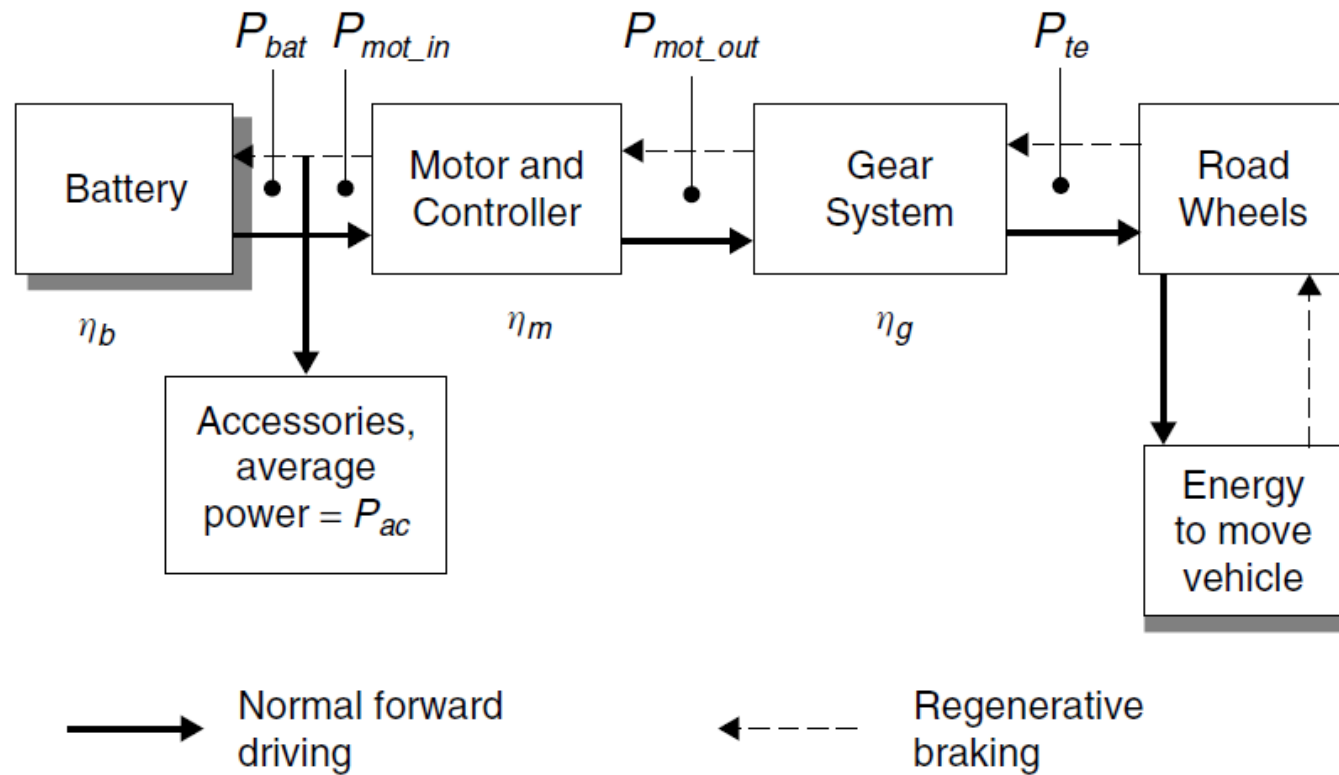 P_bat P_mot_in P_mot_out P_te
Battery
Motor and
Controller
Gear
System
Road
Wheels
η_b η_m η_g
Accessories,
average
power = P_ac
Energy
to move
vehicle
Normal forward
driving
Regenerative
braking